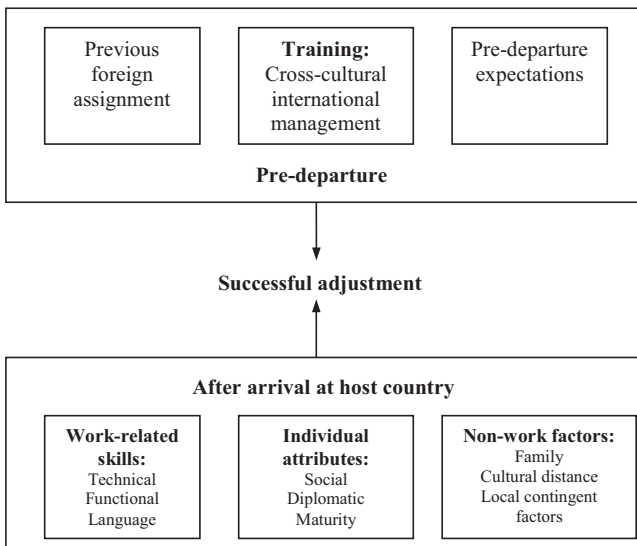 Previous
foreign
assignment
Training:
Cross-cultural
international
management
Pre-departure
expectations
Pre-departure
Successful adjustment
After arrival at host country
Work-related
skills:
Technical
Functional
Language
Individual
attributes:
Social
Diplomatic
Maturity
Non-work factors:
Family
Cultural distance
Local contingent
factors